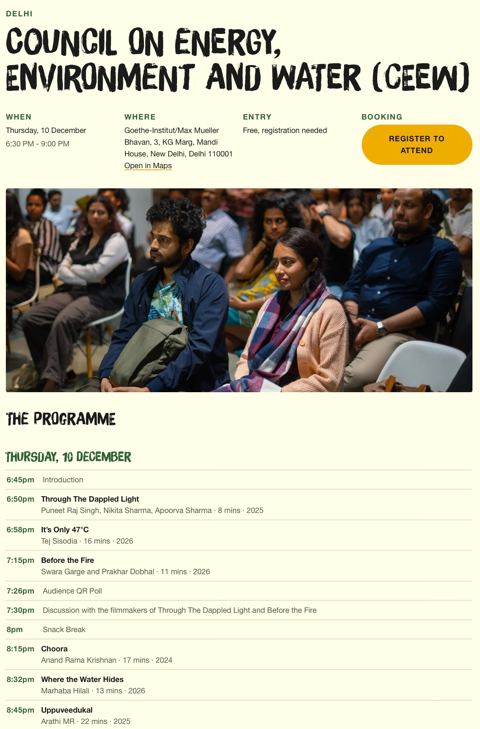 DELHI
COUNCIL ON ENERGY,
ENVIRONMENT AND WATER (CEEW)
WHEN
Thursday, 10 December
6:30 PM - 9:00 PM
WHERE
Goethe-Institut/Max Mueller
Bhavan, 3, KG Marg, Mandi
House, New Delhi, Delhi 110001
Open in Maps
ENTRY
Free, registration needed
BOOKING
REGISTER TO
ATTEND
THE PROGRAMME
THURSDAY, 10 DECEMBER
6:45pm Introduction
6:50pm Through The Dappled Light
Puneet Raj Singh, Nikita Sharma, Apoorva Sharma · 8 mins · 2025
6:58pm It's Only 47°C
Tej Sisodia · 16 mins · 2026
7:15pm Before the Fire
Swara Garge and Prakhar Dobhal · 11 mins · 2026
7:26pm Audience QR Poll
7:30pm Discussion with the filmmakers of Through The Dappled Light and Before the Fire
8pm Snack Break
8:15pm Choora
Anand Rama Krishnan · 17 mins · 2024
8:32pm Where the Water Hides
Marhaba Hilali · 13 mins · 2026
8:45pm Uppuveedukal
Arathi MR · 22 mins · 2025